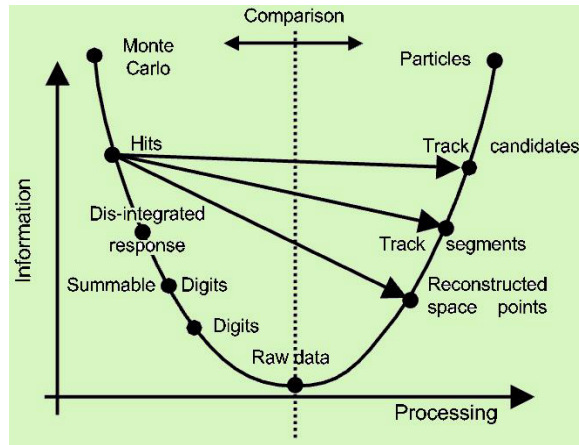 Comparison
Monte
Carlo
Particles
Hits
Track candidates
Dis-integrated
response
Track segments
Summable Digits
Reconstructed
space points
Digits
Raw data
Information
Processing